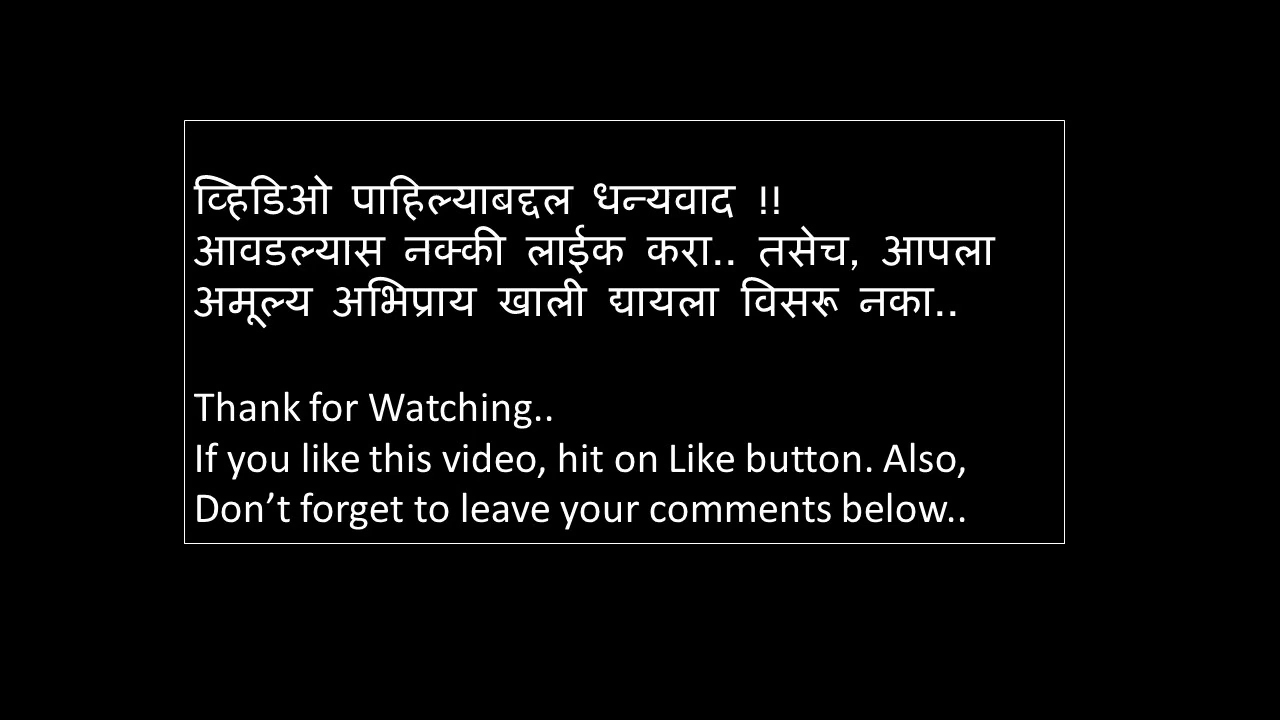 व्हिडिओ पाहिल्याबद्दल धन्यवाद !!
आवडल्यास नक्की लाईक करा.. तसेच, आपला
अमूल्य अभिप्राय खाली द्यायला विसरू नका..
Thank for Watching..
If you like this video, hit on Like button. Also,
Don’t forget to leave your comments below..